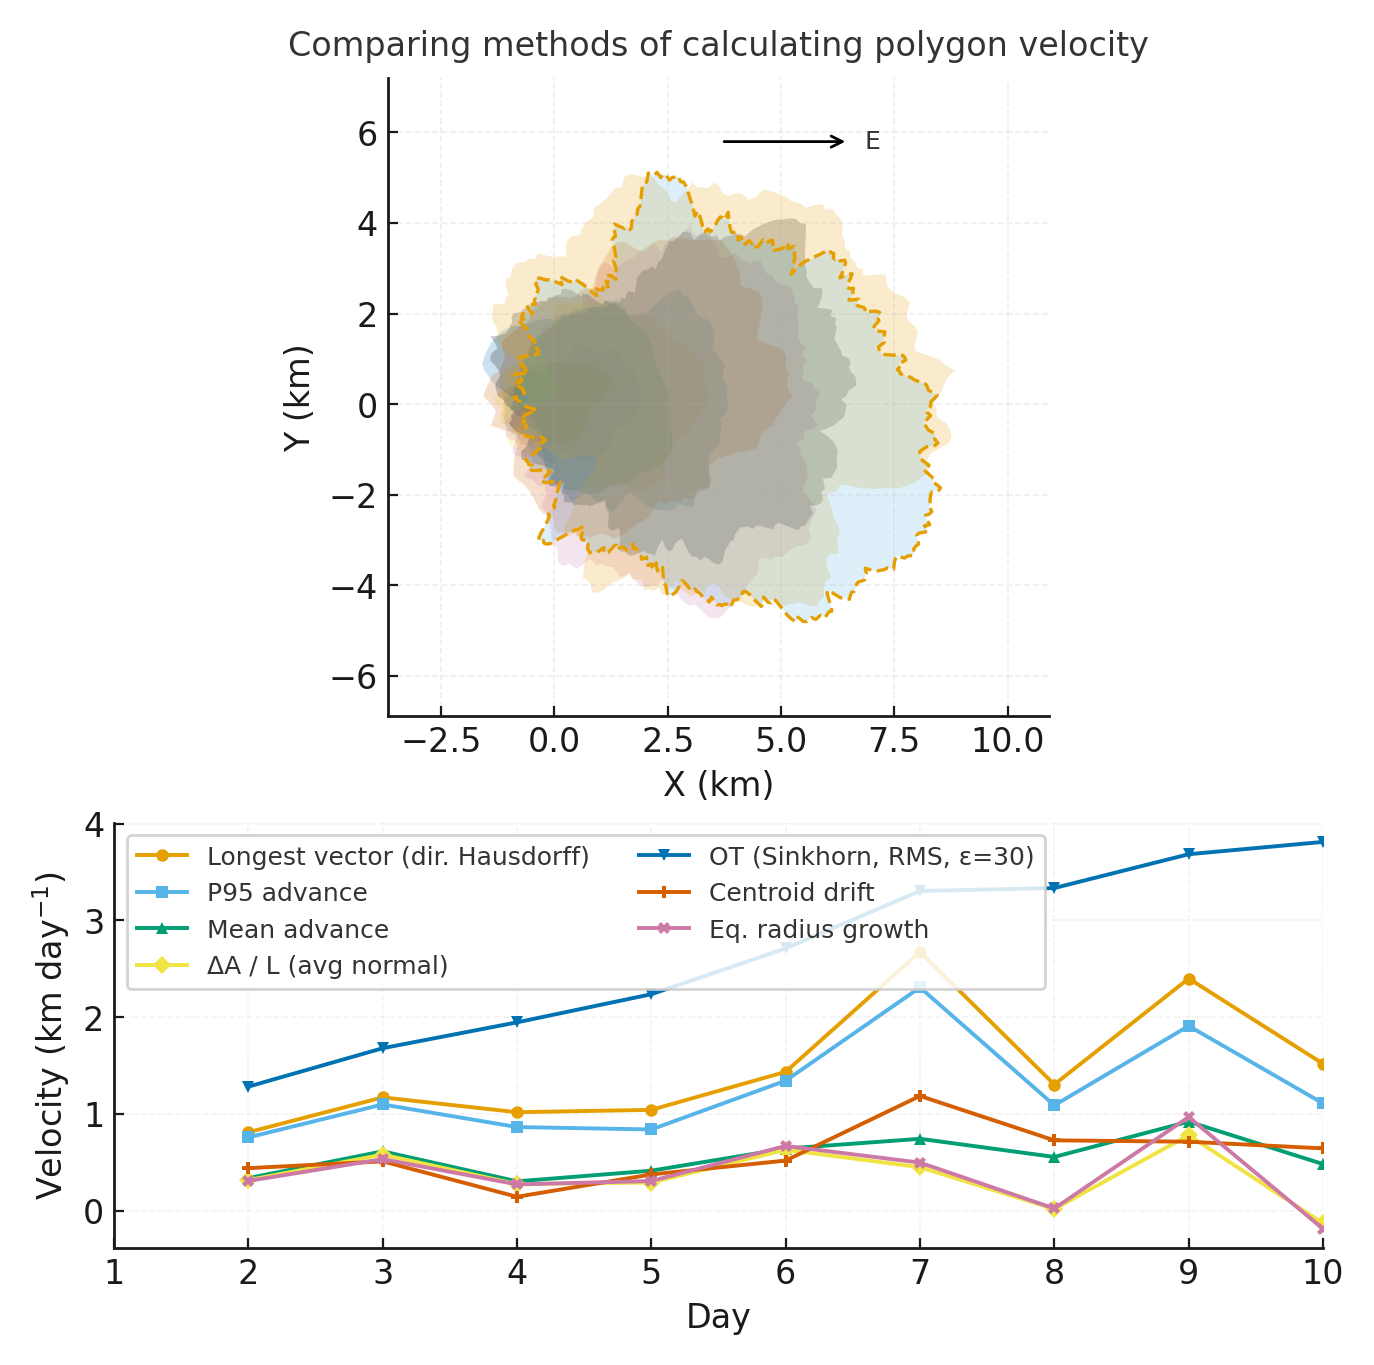 Comparing methods of calculating polygon velocity
E
6
4
2
0
−2
−4
−6
Y (km)
−2.5 0.0 2.5 5.0 7.5 10.0
X (km)
4
3
2
1
0
Velocity (km day⁻¹)
Longest vector (dir. Hausdorff)
P95 advance
Mean advance
ΔA / L (avg normal)
OT (Sinkhorn, RMS, ε=30)
Centroid drift
Eq. radius growth
1 2 3 4 5 6 7 8 9 10
Day